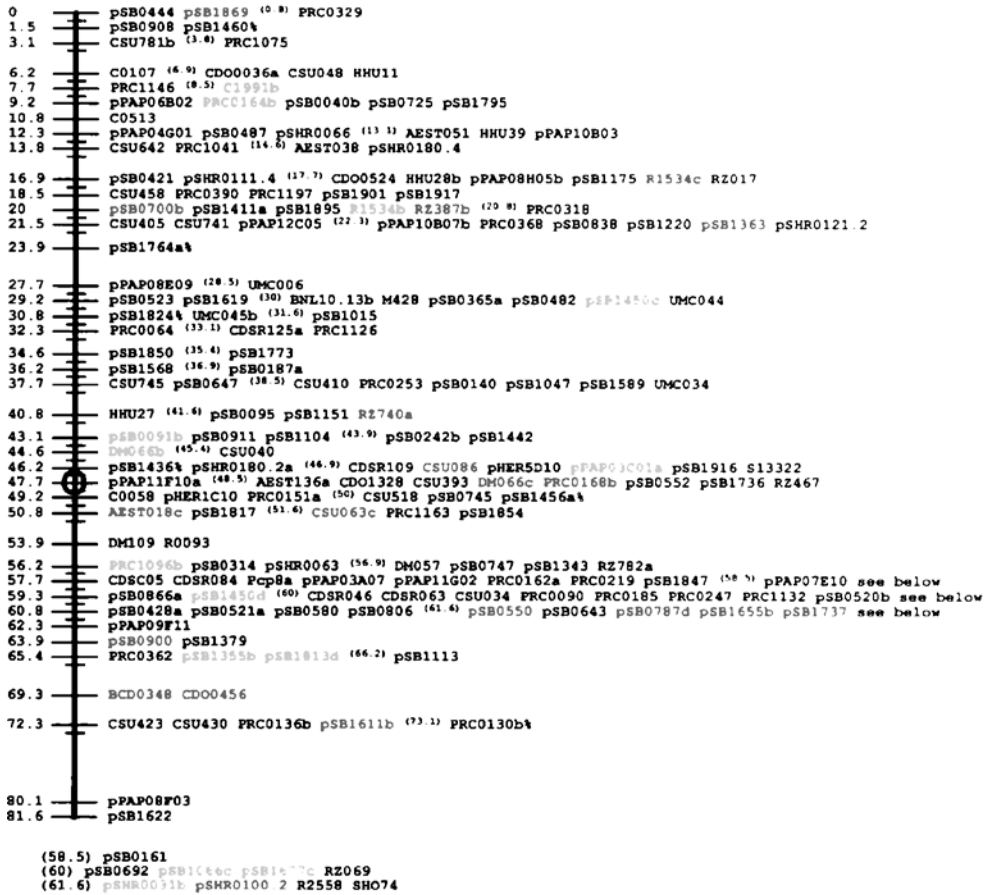 0 pSB0444 pSB1869 (0.8) PRC0329
1.5 pSB0908 pSB1460%
3.1 CSU781b (3.8) PRC1075
6.2 C0107 (6.9) CDO0036a CSU048 HHU11
7.7 PRC1146 (8.5) C1991b
9.2 pPAP06B02 PRC0164b pSB0040b pSB0725 pSB1795
10.8 C0513
12.3 pPAP04G01 pSB0487 pSHR0066 (13.1) AEST051 HHU39 pPAP10B03
13.8 CSU642 PRC1041 (14.6) AEST038 pSHR0180.4
16.9 pSB0421 pSHR0111.4 (17.7) CDO0524 HHU28b pPAP08H05b pSB1175 R1534c RZ017
18.5 CSU458 PRC0390 PRC1197 pSB1901 pSB1917
20 pSB0700b pSB1411a pSB1895 R1534b RZ387b (20.8) PRC0318
21.5 CSU405 CSU741 pPAP12C05 (22.3) pPAP10B07b PRC0368 pSB0838 pSB1220 pSB1363 pSHR0121.2
23.9 pSB1764a%
27.7 pPAP08E09 (28.5) UMC006
29.2 pSB0523 pSB1619 (30) BNL10.13b M428 pSB0365a pSB0482 pSB1450c UMC044
30.8 pSB1824% UMC045b (31.6) pSB1015
32.3 PRC0064 (33.1) CDSR125a PRC1126
34.6 pSB1850 (35.4) pSB1773
36.2 pSB1568 (36.9) pSB0187a
37.7 CSU745 pSB0647 (38.5) CSU410 PRC0253 pSB0140 pSB1047 pSB1589 UMC034
40.8 HHU27 (41.6) pSB0095 pSB1151 RZ740a
43.1 pSB0091b pSB0911 pSB1104 (43.9) pSB0242b pSB1442
44.6 DM066b (45.4) CSU040
46.2 pSB1436% pSHR0180.2a (46.9) CDSR109 CSU086 pHER5D10 pPAP03C01a pSB1916 S13322
47.7 pPAP11F10a (48.5) AEST136a CDO1328 CSU393 DM066c PRC0168b pSB0552 pSB1736 RZ467
49.2 C0058 pHER1C10 PRC0151a (50) CSU518 pSB0745 pSB1456a%
50.8 AEST018c pSB1817 (51.6) CSU063c PRC1163 pSB1854
53.9 DM109 R0093
56.2 PRC1096b pSB0314 pSHR0063 (56.9) DM057 pSB0747 pSB1343 RZ782a
57.7 CDSC05 CDSR084 Pcp8a pPAP03A07 pPAP11G02 PRC0162a PRC0219 pSB1847 (58.5) pPAP07E10 see below
59.3 pSB0866a pSB1450d (60) CDSR046 CDSR063 CSU034 PRC0090 PRC0185 PRC0247 PRC1132 pSB0520b see below
60.8 pSB0428a pSB0521a pSB0580 pSB0806 (61.6) pSB0550 pSB0643 pSB0787d pSB1655b pSB1737 see below
62.3 pPAP09F11
63.9 pSB0900 pSB1379
65.4 PRC0362 pSB1355b pSB1813d (66.2) pSB1113
69.3 BCD0348 CDO0456
72.3 CSU423 CSU430 PRC0136b pSB1611b (73.1) PRC0130b%
80.1 pPAP08F03
81.6 pSB1622
(58.5) pSB0161
(60) pSB0692 RZ069
(61.6) pSHR0031b pSHR0100.2 R2558 SHO74